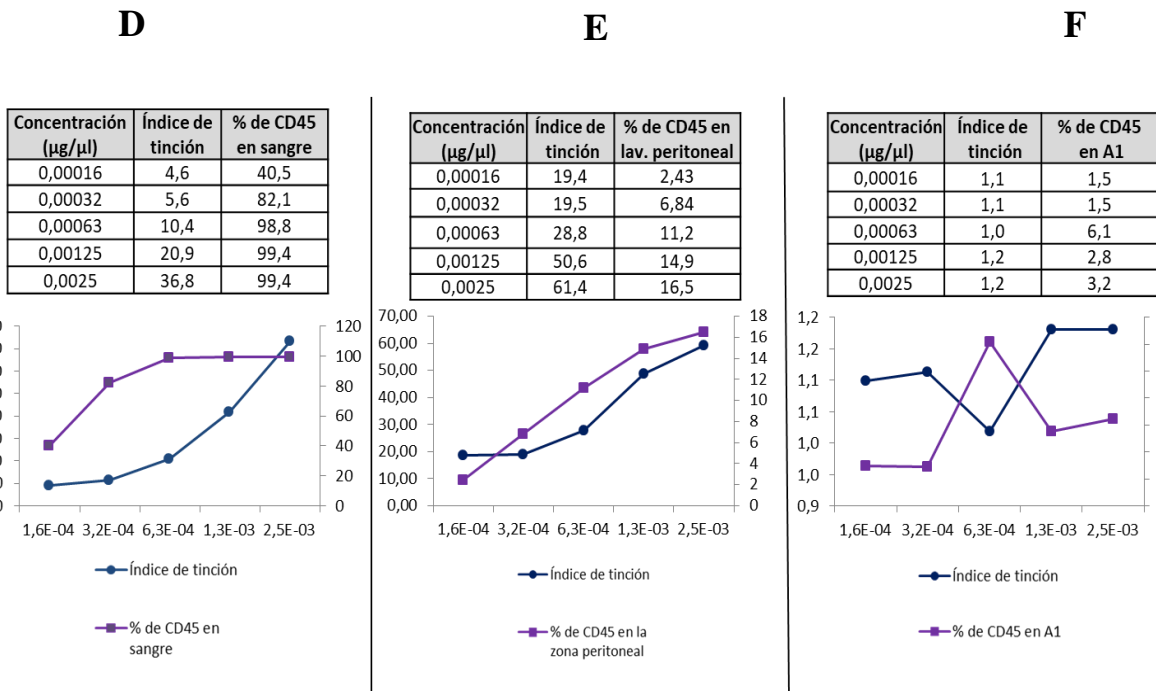 D
E
F
Concentración (µg/µl) Índice de tinción % de CD45 en sangre
0,00016 4,6 40,5
0,00032 5,6 82,1
0,00063 10,4 98,8
0,00125 20,9 99,4
0,0025 36,8 99,4
120
100
80
60
40
20
0
1,6E-04 3,2E-04 6,3E-04 1,3E-03 2,5E-03
Índice de tinción
% de CD45 en
sangre
Concentración (µg/µl) Índice de tinción % de CD45 en lav. peritoneal
0,00016 19,4 2,43
0,00032 19,5 6,84
0,00063 28,8 11,2
0,00125 50,6 14,9
0,0025 61,4 16,5
70,00
60,00
50,00
40,00
30,00
20,00
10,00
0,00
18
16
14
12
10
8
6
4
2
0
1,6E-04 3,2E-04 6,3E-04 1,3E-03 2,5E-03
Índice de tinción
% de CD45 en la
zona peritoneal
Concentración (µg/µl) Índice de tinción % de CD45 en A1
0,00016 1,1 1,5
0,00032 1,1 1,5
0,00063 1,0 6,1
0,00125 1,2 2,8
0,0025 1,2 3,2
1,2
1,2
1,1
1,1
1,0
1,0
0,9
1,6E-04 3,2E-04 6,3E-04 1,3E-03 2,5E-03
Índice de tinción
% de CD45 en A1